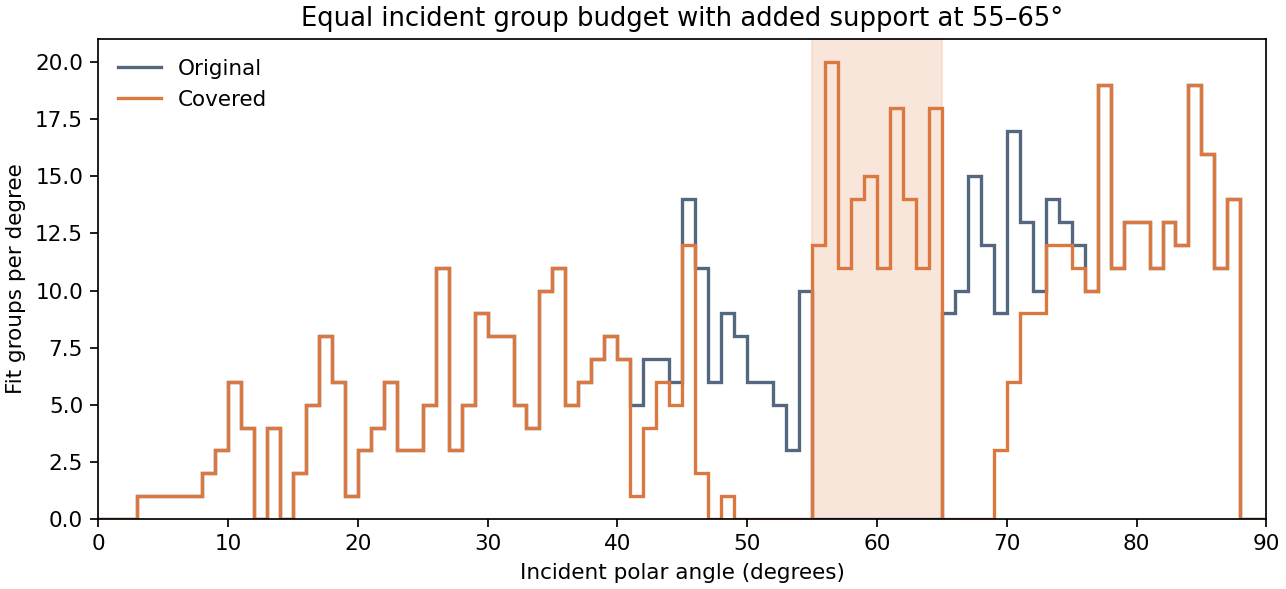 Equal incident group budget with added support at 55–65°
Original
Covered
Fit groups per degree
20.0
17.5
15.0
12.5
10.0
7.5
5.0
2.5
0.0
0 10 20 30 40 50 60 70 80 90
Incident polar angle (degrees)